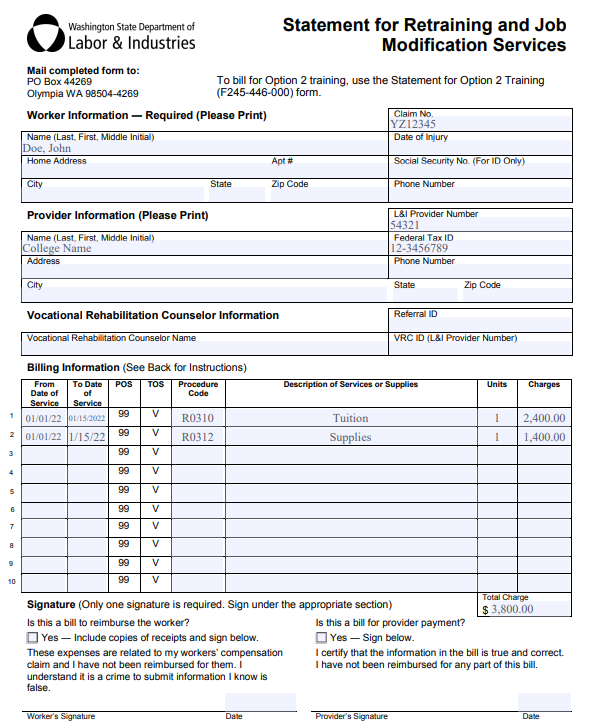 Washington State Department of
Labor & Industries
Statement for Retraining and Job
Modification Services
Mail completed form to:
PO Box 44269
Olympia WA 98504-4269
To bill for Option 2 training, use the Statement for Option 2 Training
(F245-446-000) form.
Worker Information — Required (Please Print)
Claim No.
YZ12345
Name (Last, First, Middle Initial)
Date of Injury
Doe, John
Home Address Apt #
Social Security No. (For ID Only)
City State Zip Code
Phone Number
Provider Information (Please Print)
L&I Provider Number
54321
Name (Last, First, Middle Initial)
Federal Tax ID
College Name
12-3456789
Address
Phone Number
City State Zip Code
Vocational Rehabilitation Counselor Information
Referral ID
Vocational Rehabilitation Counselor Name
VRC ID (L&I Provider Number)
Billing Information (See Back for Instructions)
From Date of Service To Date of Service POS TOS Procedure Code Description of Services or Supplies Units Charges
1 01/01/22 01/15/2022 99 V R0310 Tuition 1 2,400.00
2 01/01/22 1/15/22 99 V R0312 Supplies 1 1,400.00
3 99 V
4 99 V
5 99 V
6 99 V
7 99 V
8 99 V
9 99 V
10 99 V
Signature (Only one signature is required. Sign under the appropriate section)
Total Charge
$ 3,800.00
Is this a bill to reimburse the worker?
Yes — Include copies of receipts and sign below.
These expenses are related to my workers' compensation
claim and I have not been reimbursed for them. I
understand it is a crime to submit information I know is
false.
Worker's Signature Date
Is this a bill for provider payment?
Yes — Sign below.
I certify that the information in the bill is true and correct.
I have not been reimbursed for any part of this bill.
Provider's Signature Date